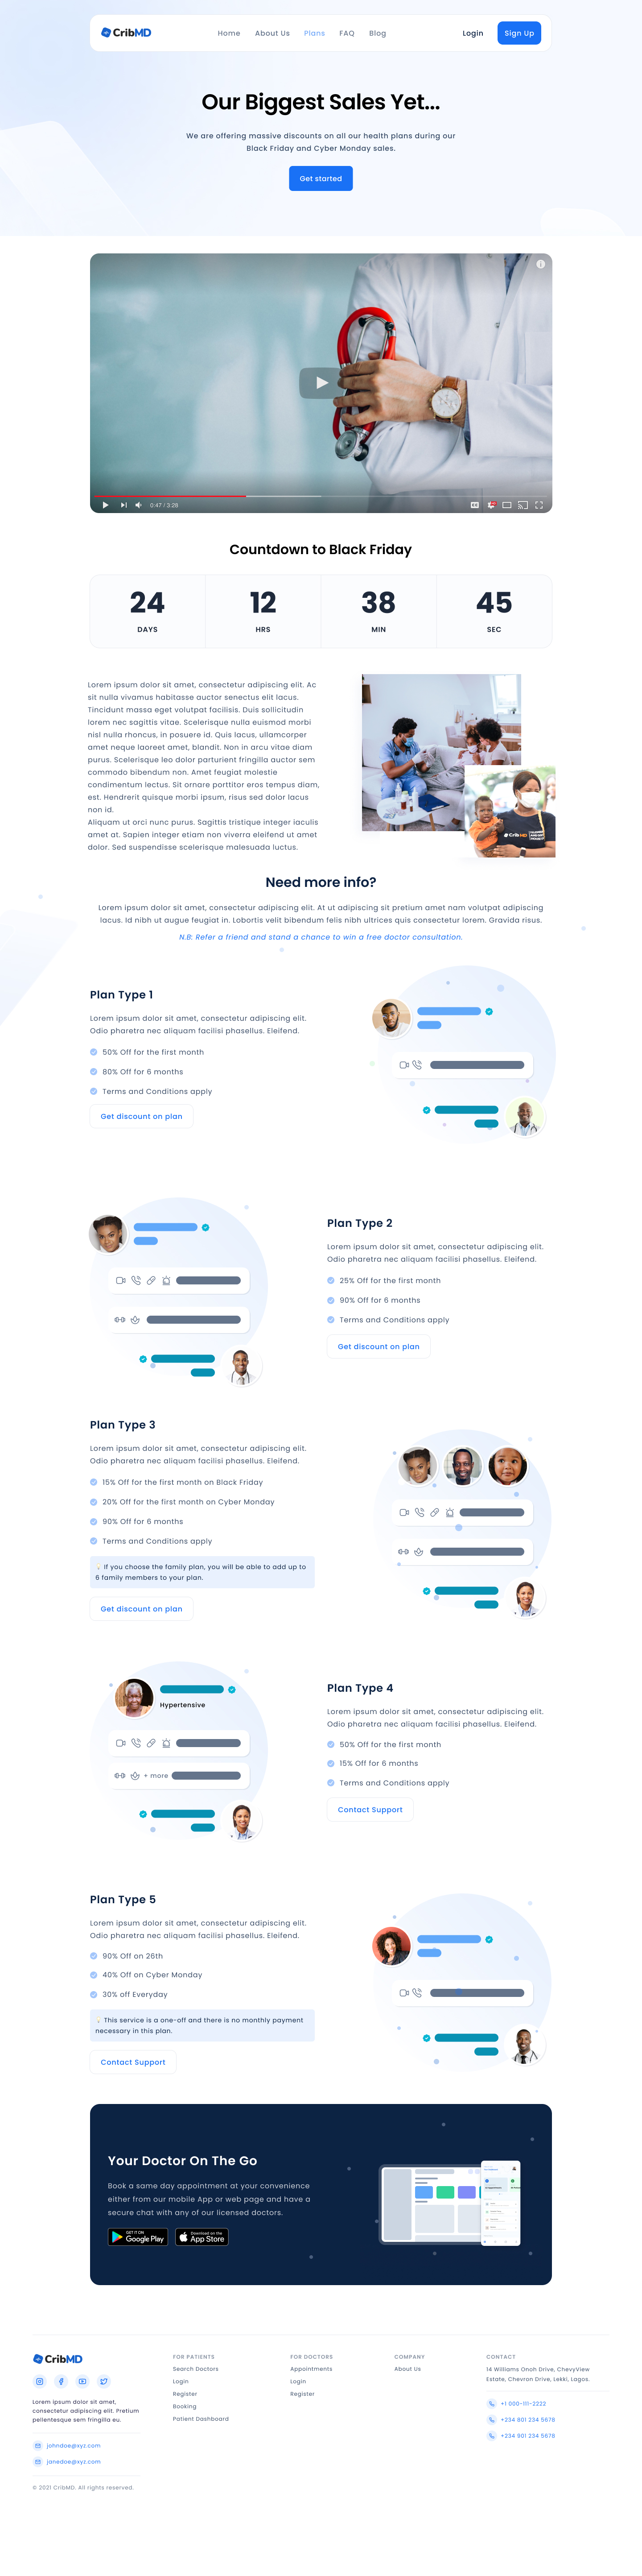 CribMD
Home About Us Plans FAQ Blog Login Sign Up
Our Biggest Sales Yet...
We are offering massive discounts on all our health plans during our
Black Friday and Cyber Monday sales.
Get started
0:47 / 3:28
Countdown to Black Friday
24 12 38 45
DAYS HRS MIN SEC
Lorem ipsum dolor sit amet, consectetur adipiscing elit. Ac
sit nulla vivamus habitasse auctor senectus elit lacus.
Tincidunt massa eget volutpat facilisis. Duis sollicitudin
lorem nec sagittis vitae. Scelerisque nulla euismod morbi
nisl nulla rhoncus, in posuere id. Quis lacus, ullamcorper
amet neque laoreet amet, blandit. Non in arcu vitae diam
purus. Scelerisque leo dolor parturient fringilla auctor sem
commodo bibendum non. Amet feugiat molestie
condimentum lectus. Sit ornare porttitor eros tempus diam,
est. Hendrerit quisque morbi ipsum, risus sed dolor lacus
non id.
Aliquam ut orci nunc purus. Sagittis tristique integer iaculis
amet at. Sapien integer etiam non viverra eleifend ut amet
dolor. Sed suspendisse scelerisque malesuada luctus.
CribMD
Need more info?
Lorem ipsum dolor sit amet, consectetur adipiscing elit. At ut adipiscing sit pretium amet nam volutpat adipiscing
lacus. Id nibh ut augue feugiat in. Lobortis velit bibendum felis nibh ultrices quis consectetur lorem. Gravida risus.
N.B: Refer a friend and stand a chance to win a free doctor consultation.
Plan Type 1
Lorem ipsum dolor sit amet, consectetur adipiscing elit.
Odio pharetra nec aliquam facilisi phasellus. Eleifend.
50% Off for the first month
80% Off for 6 months
Terms and Conditions apply
Get discount on plan
Plan Type 2
Lorem ipsum dolor sit amet, consectetur adipiscing elit.
Odio pharetra nec aliquam facilisi phasellus. Eleifend.
25% Off for the first month
90% Off for 6 months
Terms and Conditions apply
Get discount on plan
Plan Type 3
Lorem ipsum dolor sit amet, consectetur adipiscing elit.
Odio pharetra nec aliquam facilisi phasellus. Eleifend.
15% Off for the first month on Black Friday
20% Off for the first month on Cyber Monday
90% Off for 6 months
Terms and Conditions apply
If you choose the family plan, you will be able to add up to
6 family members to your plan.
Get discount on plan
Hypertensive
+ more
Plan Type 4
Lorem ipsum dolor sit amet, consectetur adipiscing elit.
Odio pharetra nec aliquam facilisi phasellus. Eleifend.
50% Off for the first month
15% Off for 6 months
Terms and Conditions apply
Contact Support
Plan Type 5
Lorem ipsum dolor sit amet, consectetur adipiscing elit.
Odio pharetra nec aliquam facilisi phasellus. Eleifend.
90% Off on 26th
40% Off on Cyber Monday
30% off Everyday
This service is a one-off and there is no monthly payment
necessary in this plan.
Contact Support
Your Doctor On The Go
Book a same day appointment at your convenience
either from our mobile App or web page and have a
secure chat with any of our licensed doctors.
GET IT ON
Google Play
Download on the
App Store
CribMD
Lorem ipsum dolor sit amet,
consectetur adipiscing elit. Pretium
pellentesque sem fringilla eu.
johndoe@xyz.com
janedoe@xyz.com
© 2021 CribMD. All rights reserved.
FOR PATIENTS
Search Doctors
Login
Register
Booking
Patient Dashboard
FOR DOCTORS
Appointments
Login
Register
COMPANY
About Us
CONTACT
14 Williams Onoh Drive, ChevyView
Estate, Chevron Drive, Lekki, Lagos.
+1 000-111-2222
+234 801 234 5678
+234 901 234 5678